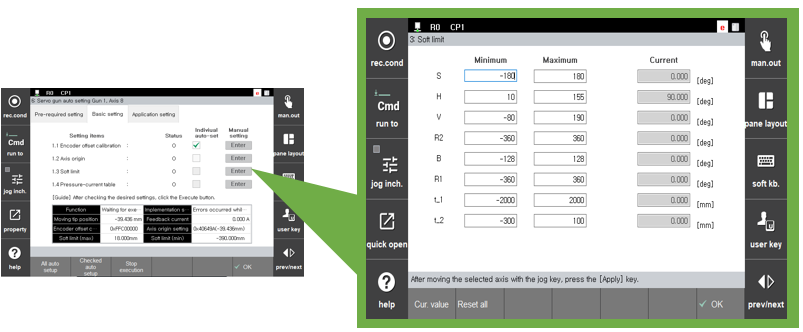 R0 CP1
e
6: Servo gun auto setting Gun 1, Axis 8
Pre-required setting Basic setting Application setting
Setting items Status Indiviual auto-set Manual setting
1.1 Encoder offset calibration : O Enter
1.2 Axis origin : O Enter
1.3 Soft limit : O Enter
1.4 Pressure-current table : O Enter
[Guide] After checking the desired settings, click the Execute button.
Function Waiting for exe- Implementation s Errors occurred whil-
Moving tip position -39.436 mm Feedback current 0.000 A
Encoder offset c- 0xFFC00000 Axis origin setting 0x40649A(-39.436mm)
Soft limit (max) 18.000mm Soft limit (min) -390.000mm
All auto setup
Checked auto setup
Stop execution
OK
rec.cond
Cmd
run to
jog inch.
property
help
man.out
pane layout
user key
prev/next
R0 CP1
e
3: Soft limit
Minimum Maximum Current
S -180 180 0.000 [deg]
H 10 155 90.000 [deg]
V -80 190 0.000 [deg]
R2 -360 360 0.000 [deg]
B -128 128 0.000 [deg]
R1 -360 360 0.000 [deg]
t_1 -2000 2000 0.000 [mm]
t_2 -300 100 0.000 [mm]
After moving the selected axis with the jog key, press the [Apply] key.
Cur. value Reset all OK
rec.cond
Cmd
run to
jog inch.
quick open
help
man.out
pane layout
soft kb.
user key
prev/next